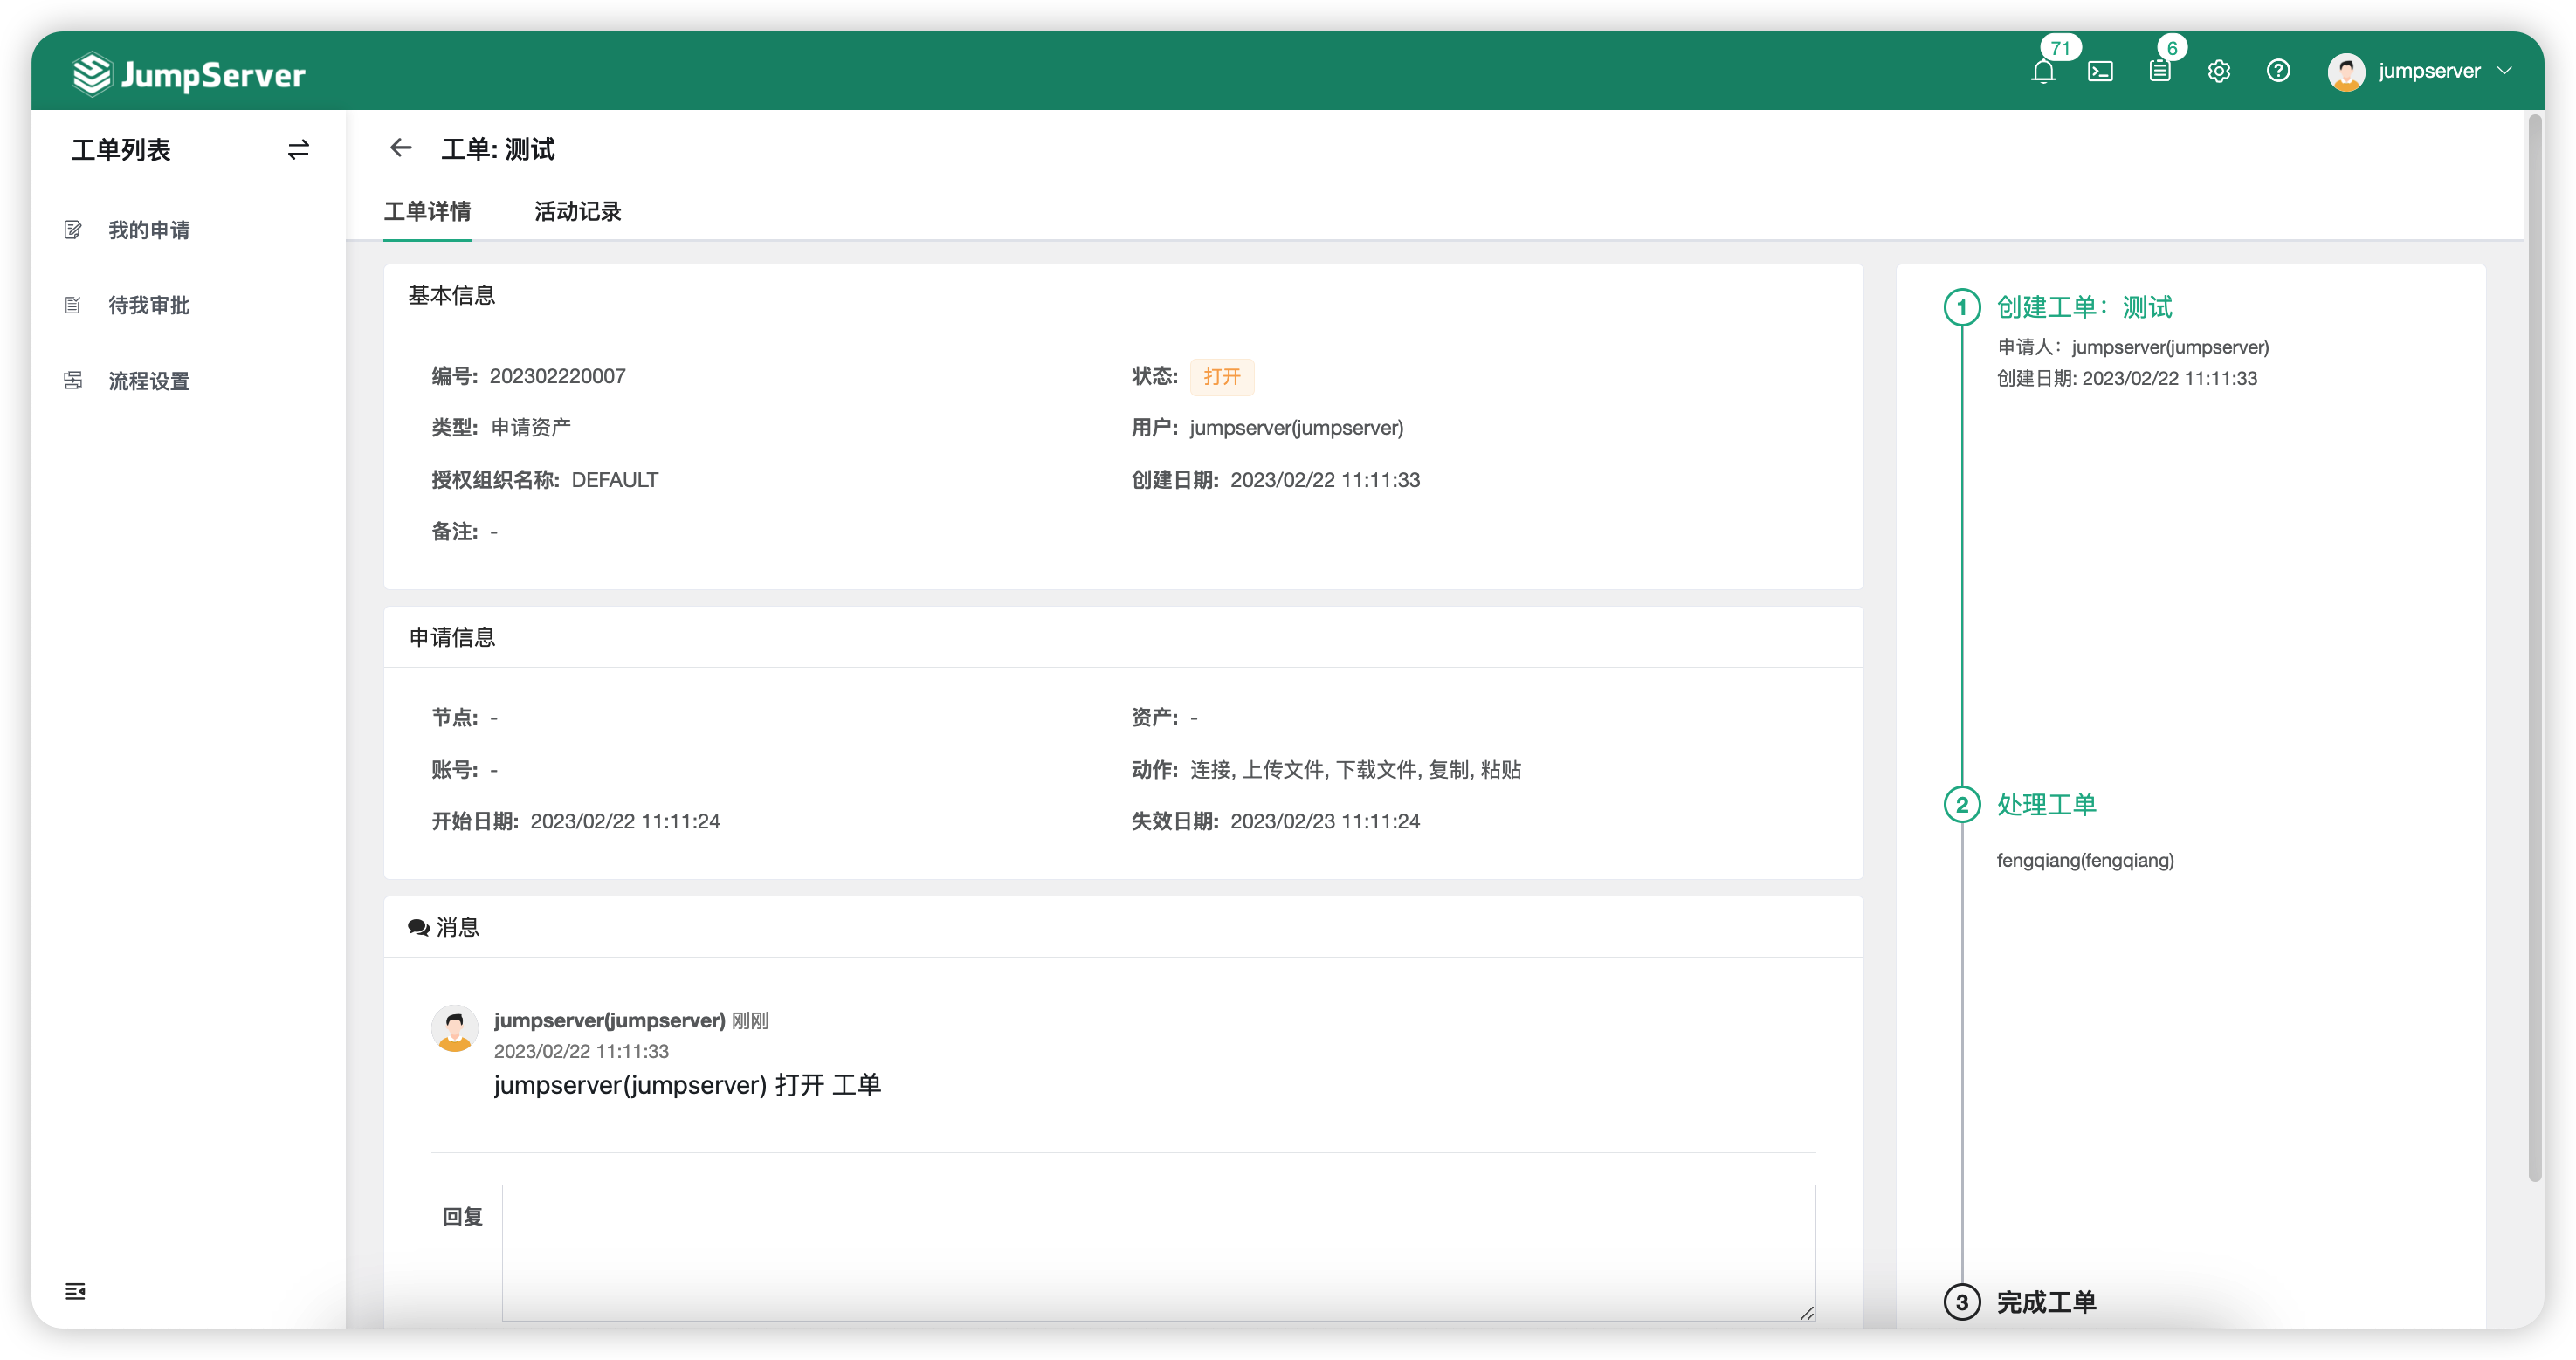 JumpServer
71
6
jumpserver
工单列表
我的申请
待我审批
流程设置
工单: 测试
工单详情
活动记录
基本信息
编号: 202302220007
状态: 打开
类型: 申请资产
用户: jumpserver(jumpserver)
授权组织名称: DEFAULT
创建日期: 2023/02/22 11:11:33
备注: -
申请信息
节点: -
资产: -
账号: -
动作: 连接, 上传文件, 下载文件, 复制, 粘贴
开始日期: 2023/02/22 11:11:24
失效日期: 2023/02/23 11:11:24
消息
jumpserver(jumpserver) 刚刚
2023/02/22 11:11:33
jumpserver(jumpserver) 打开 工单
回复
1 创建工单：测试
申请人：jumpserver(jumpserver)
创建日期: 2023/02/22 11:11:33
2 处理工单
fengqiang(fengqiang)
3 完成工单